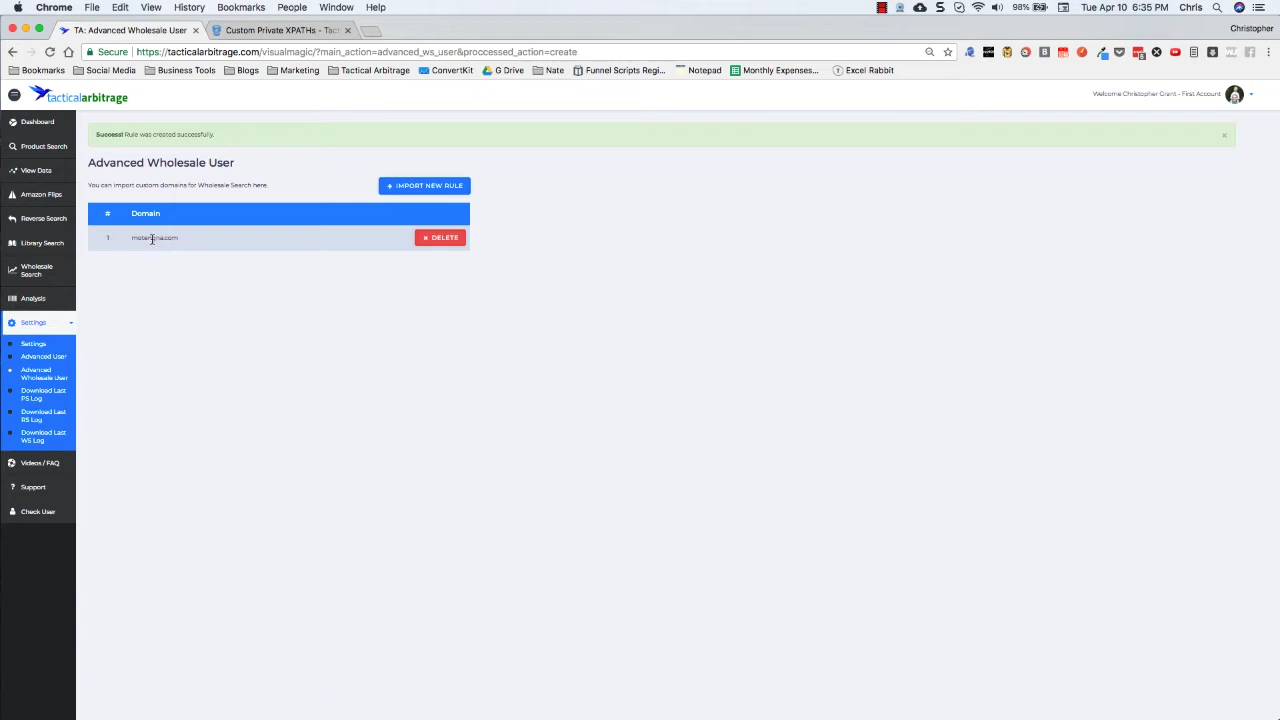 Chrome File Edit View History Bookmarks People Window Help 98% Tue Apr 10 6:35 PM Chris
TA: Advanced Wholesale User × Custom Private XPATHs - Tact × Christopher
Secure https://tacticalarbitrage.com/visualmagic/?main_action=advanced_ws_user&proccessed_action=create
Bookmarks Social Media Business Tools Blogs Marketing Tactical Arbitrage ConvertKit G Drive Nate Funnel Scripts Regi... Notepad Monthly Expenses... Excel Rabbit
tacticalarbitrage
Welcome Christopher Grant - First Account
Dashboard
Product Search
View Data
Amazon Flips
Reverse Search
Library Search
Wholesale
Search
Analysis
Settings
Settings
Advanced User
Advanced
Wholesale User
Download Last
PS Log
Download Last
RS Log
Download Last
WS Log
Videos / FAQ
Support
Check User
Success! Rule was created successfully. ×
Advanced Wholesale User
You can import custom domains for Wholesale Search here.
+ IMPORT NEW RULE
# Domain
1
× DELETE